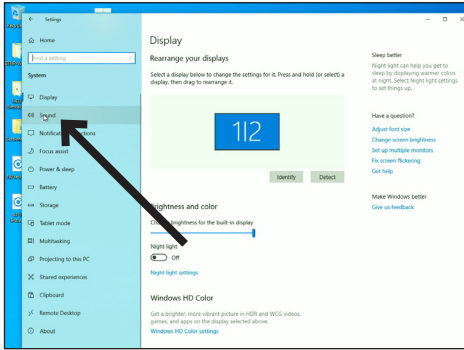 Settings
Home
Find a setting
System
Display
Sound
Focus assist
Power & sleep
Battery
Storage
Tablet mode
Multitasking
Projecting to this PC
Shared experiences
Clipboard
Remote Desktop
About
Display
Rearrange your displays
Select a display below to change the settings for it. Press and hold (or select) a
display, then drag to rearrange it.
1|2
Identify
Detect
Brightness and color
brightness for the built-in display
Night light
Off
Night light settings
Windows HD Color
Get a brighter, more vibrant picture in HDR and WCG videos,
games, and apps on the display selected above.
Windows HD Color settings
Sleep better
Night light can help you get to
sleep by displaying warmer colors
at night. Select Night light settings
to set things up.
Have a question?
Adjust font size
Change screen brightness
Set up multiple monitors
Fix screen flickering
Get help
Make Windows better
Give us feedback